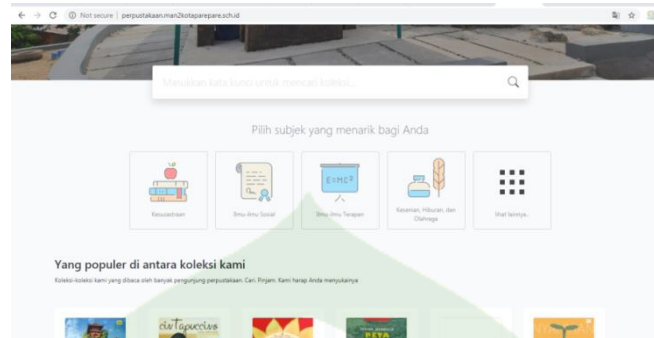 Not secure | perpustakaan.man2kotaparepare.sch.id
Masukkan kata kunci untuk mencari koleksi...
Pilih subjek yang menarik bagi Anda
Kesusastraan
Ilmu-ilmu Sosial
E=MC²
Ilmu-ilmu Terapan
Kesenian, Hiburan, dan Olahraga
lihat lainnya..
Yang populer di antara koleksi kami
Koleksi-koleksi kami yang dibaca oleh banyak pengunjung perpustakaan. Cari. Pinjam. Kami harap Anda menyukainya
PETA